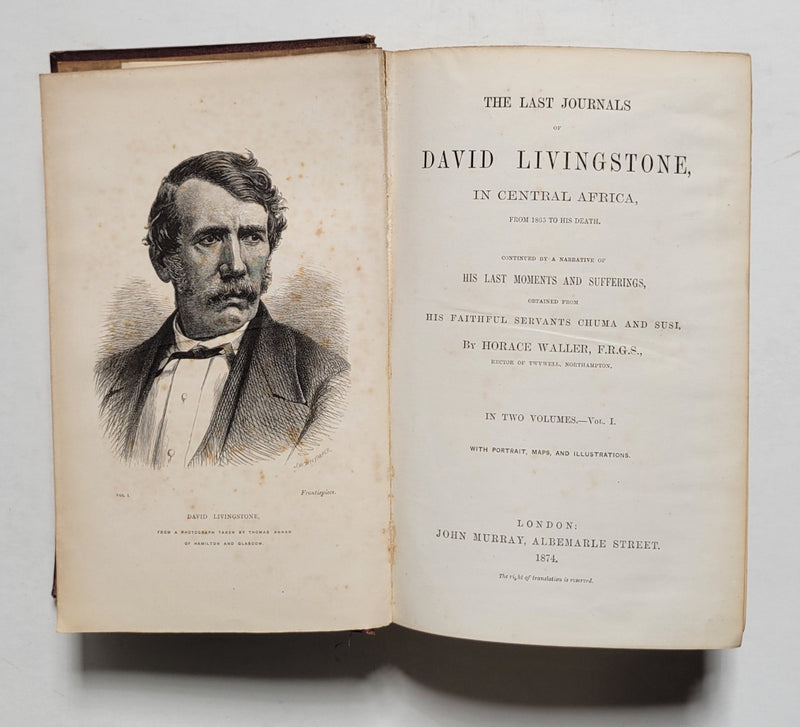 J.W. WHYMPER
VOL. I.
Frontispiece.
DAVID LIVINGSTONE,
FROM A PHOTOGRAPH TAKEN BY THOMAS ANNAN
OF HAMILTON AND GLASGOW.
THE LAST JOURNALS
OF
DAVID LIVINGSTONE,
IN CENTRAL AFRICA,
FROM 1865 TO HIS DEATH.
CONTINUED BY A NARRATIVE OF
HIS LAST MOMENTS AND SUFFERINGS,
OBTAINED FROM
HIS FAITHFUL SERVANTS CHUMA AND SUSI,
BY HORACE WALLER, F.R.G.S.,
RECTOR OF TWYWELL, NORTHAMPTON.
IN TWO VOLUMES.—VOL. I.
WITH PORTRAIT, MAPS, AND ILLUSTRATIONS.
LONDON:
JOHN MURRAY, ALBEMARLE STREET.
1874.
The right of translation is reserved.